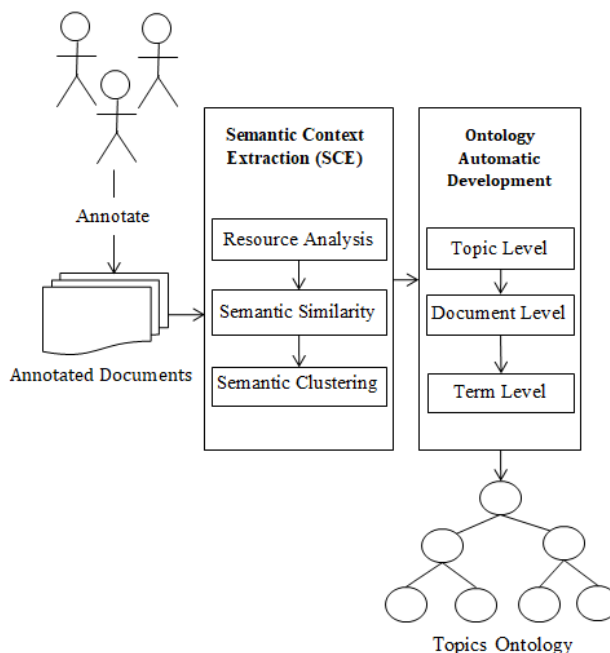 Annotate
Annotated Documents
Semantic Context
Extraction (SCE)
Resource Analysis
Semantic Similarity
Semantic Clustering
Ontology
Automatic
Development
Topic Level
Document Level
Term Level
Topics Ontology